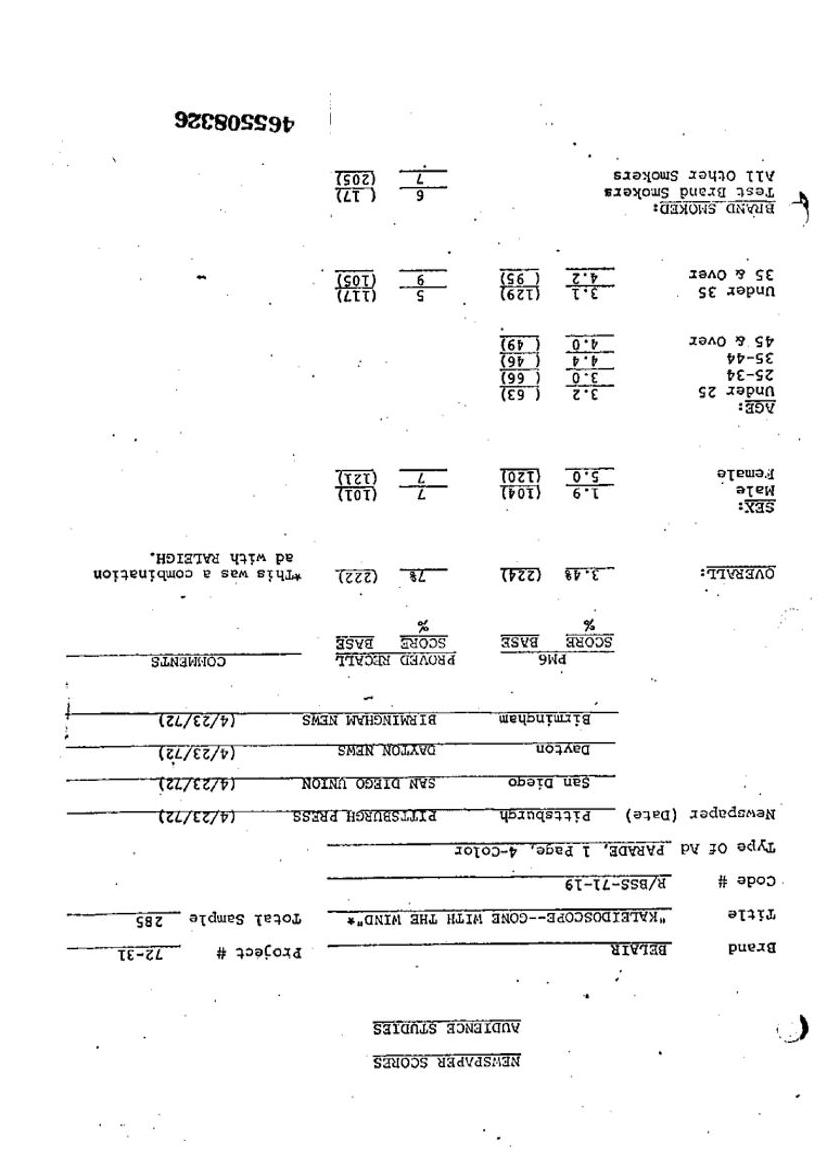 NEWSPAPER SCORES
AUDIENCE STUDIES
Brand BELAIR Project # 72-31
Title "KALEIDOSCOPE--GONE WITH THE WIND"* Total Sample 285
Code # R/BSS-71-19
Type Of Ad PARADE, 1 Page, 4-Color
Newspaper (Date) Pittsburgh PITTSBURGH PRESS (4/23/72)
San Diego SAN DIEGO UNION (4/23/72)
Dayton DAYTON NEWS (4/23/72)
Birmingham BIRMINGHAM NEWS (4/23/72)
PM6 PROVED RECALL COMMENTS
SCORE BASE SCORE BASE
% %
OVERALL: 3.4% (224) 7% (222) *This was a combination
ad with RALEIGH.
SEX:
Male 1.9 (104) 7 (101)
Female 5.0 (120) 7 (121)
AGE:
Under 25 3.2 ( 63)
25-34 3.0 ( 66)
35-44 4.4 ( 46)
45 & Over 4.0 ( 49)
Under 35 3.1 (129) 5 (117)
35 & Over 4.2 ( 95) 9 (105)
BRAND SMOKED:
Test Brand Smokers 6 ( 17)
All Other Smokers 7 (205)
465508326